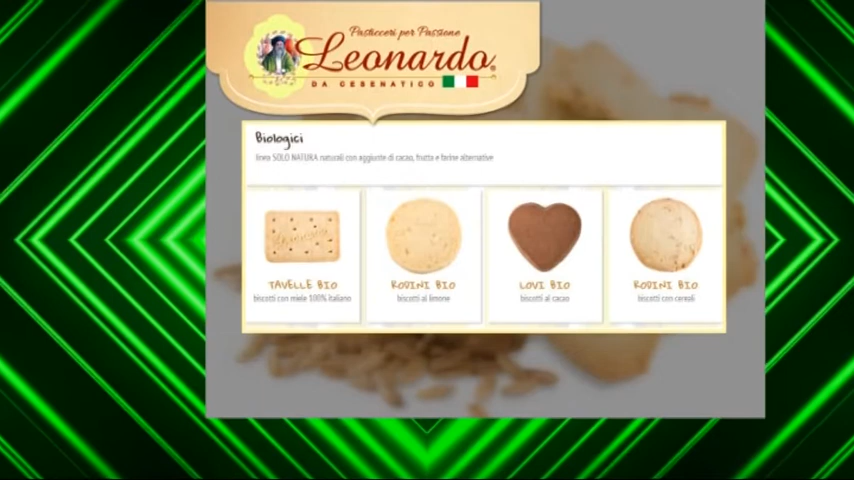 Pasticceri per Passione
Leonardo®
DA CESENATICO
Biologici
linea SOLO NATURA naturali con aggiunte di cacao, frutta e farine alternative
TAVELLE BIO
biscotti con miele 100% italiano
RODINI BIO
biscotti al limone
LOVI BIO
biscotti al cacao
RODINI BIO
biscotti con cereali